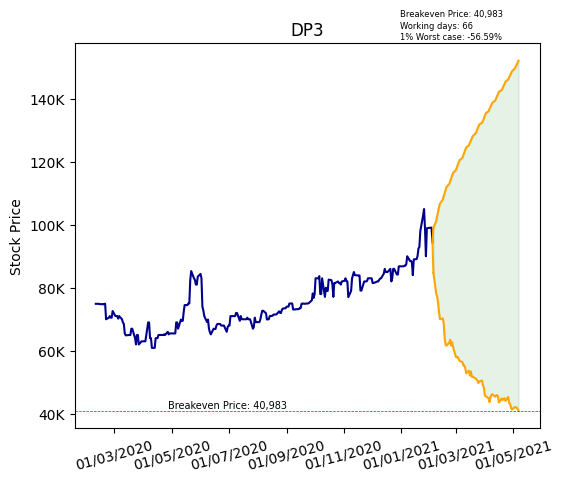 Breakeven Price: 40,983
Working days: 66
1% Worst case: -56.59%
DP3
Stock Price
140K
120K
100K
80K
60K
40K
Breakeven Price: 40,983
01/03/2020
01/05/2020
01/07/2020
01/09/2020
01/11/2020
01/01/2021
01/03/2021
01/05/2021